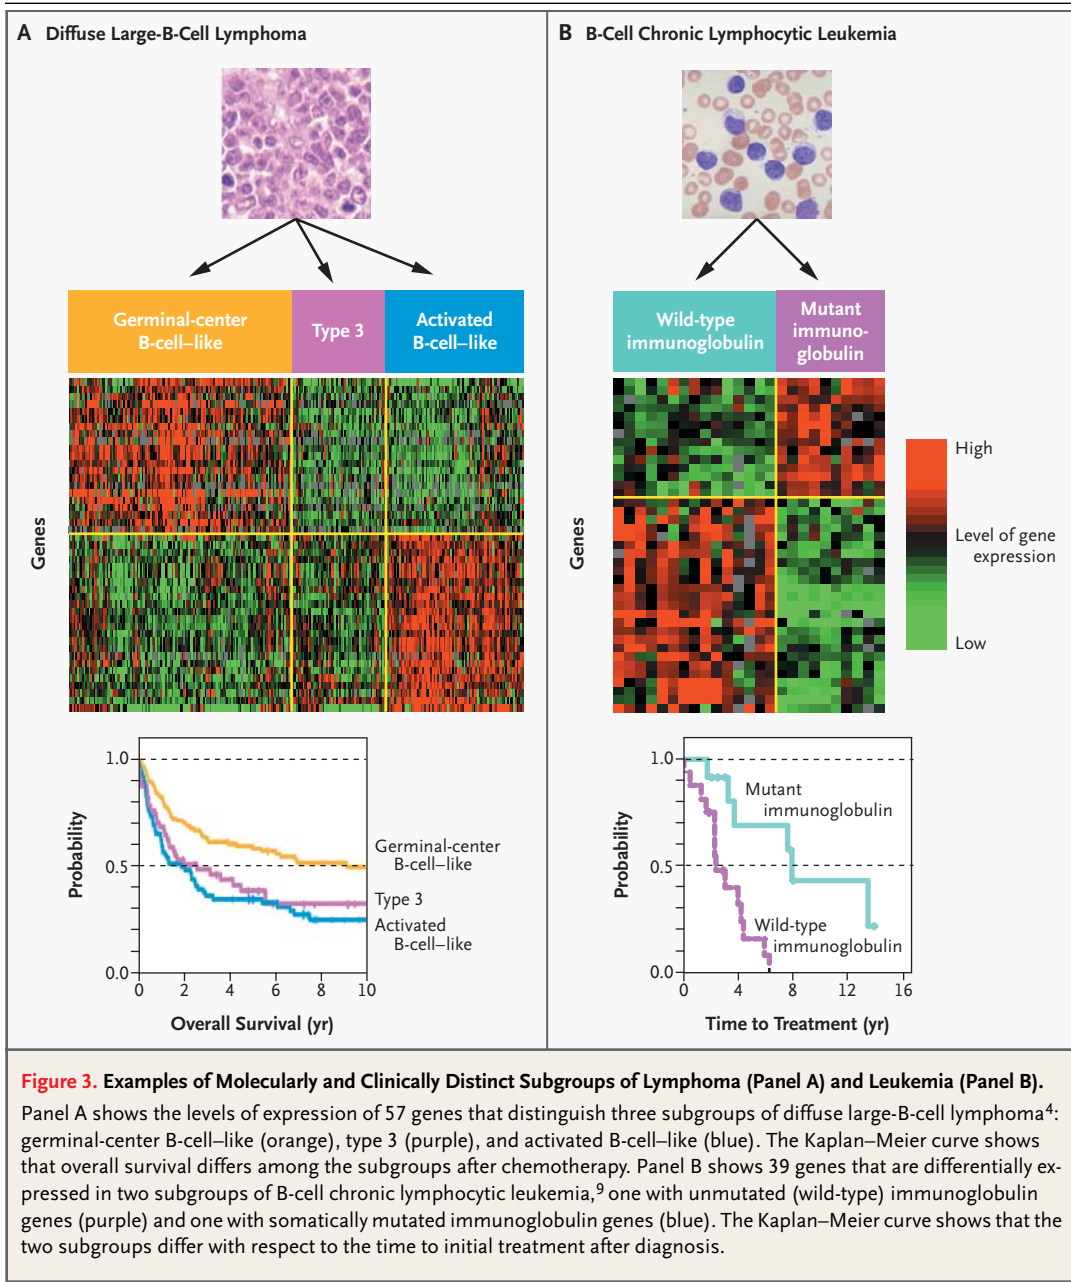 A Diffuse Large-B-Cell Lymphoma
Germinal-center
B-cell–like
Type 3
Activated
B-cell–like
Genes
1.0
0.5
0.0
Probability
0 2 4 6 8 10
Overall Survival (yr)
Germinal-center
B-cell–like
Type 3
Activated
B-cell–like
B B-Cell Chronic Lymphocytic Leukemia
Wild-type
immunoglobulin
Mutant
immuno-
globulin
Genes
High
Level of gene
expression
Low
1.0
0.5
0.0
Probability
Mutant
immunoglobulin
Wild-type
immunoglobulin
0 4 8 12 16
Time to Treatment (yr)
Figure 3. Examples of Molecularly and Clinically Distinct Subgroups of Lymphoma (Panel A) and Leukemia (Panel B).
Panel A shows the levels of expression of 57 genes that distinguish three subgroups of diffuse large-B-cell lymphoma4:
germinal-center B-cell–like (orange), type 3 (purple), and activated B-cell–like (blue). The Kaplan–Meier curve shows
that overall survival differs among the subgroups after chemotherapy. Panel B shows 39 genes that are differentially ex-
pressed in two subgroups of B-cell chronic lymphocytic leukemia,9 one with unmutated (wild-type) immunoglobulin
genes (purple) and one with somatically mutated immunoglobulin genes (blue). The Kaplan–Meier curve shows that the
two subgroups differ with respect to the time to initial treatment after diagnosis.